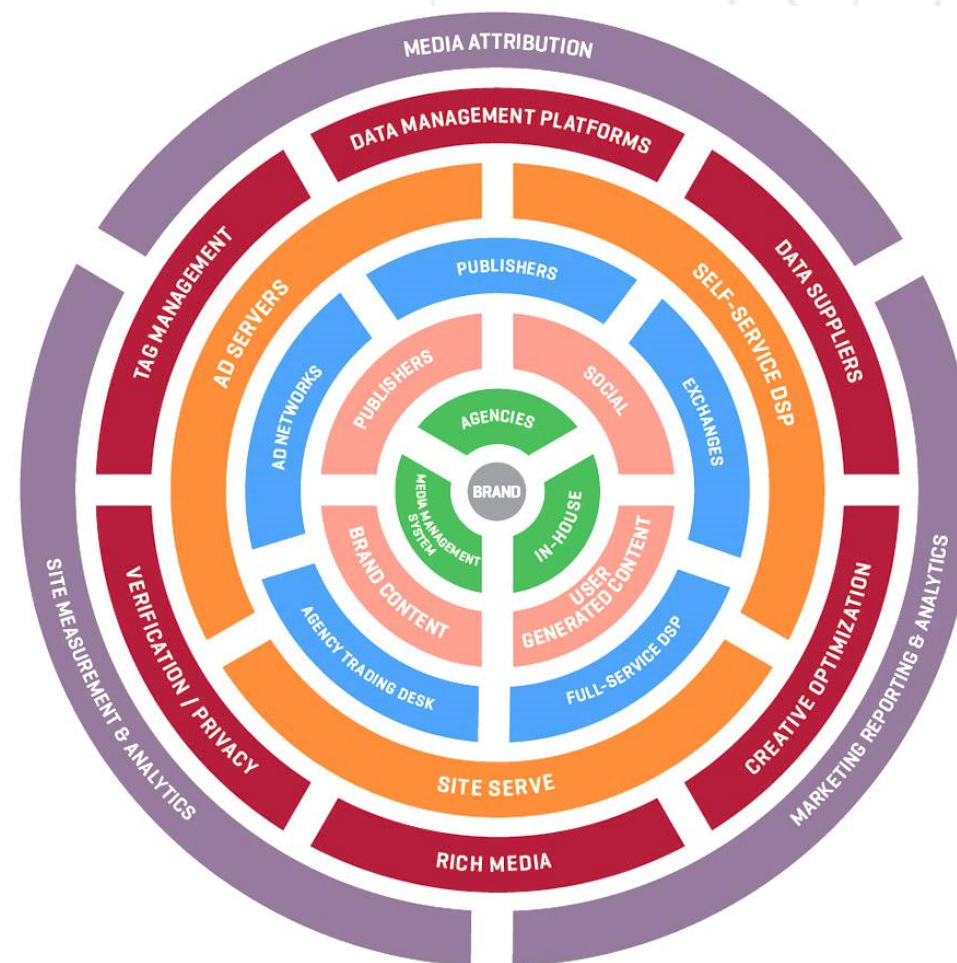 MEDIA ATTRIBUTION
DATA MANAGEMENT PLATFORMS
TAG MANAGEMENT
DATA SUPPLIERS
AD SERVERS
SELF-SERVICE DSP
PUBLISHERS
AD NETWORKS
EXCHANGES
PUBLISHERS
SOCIAL
AGENCIES
BRAND
MEDIA MANAGEMENT
SYSTEM
IN-HOUSE
BRAND CONTENT
USER
GENERATED CONTENT
AGENCY TRADING DESK
FULL-SERVICE DSP
SITE SERVE
VERIFICATION / PRIVACY
CREATIVE OPTIMIZATION
RICH MEDIA
SITE MEASUREMENT & ANALYTICS
MARKETING REPORTING & ANALYTICS